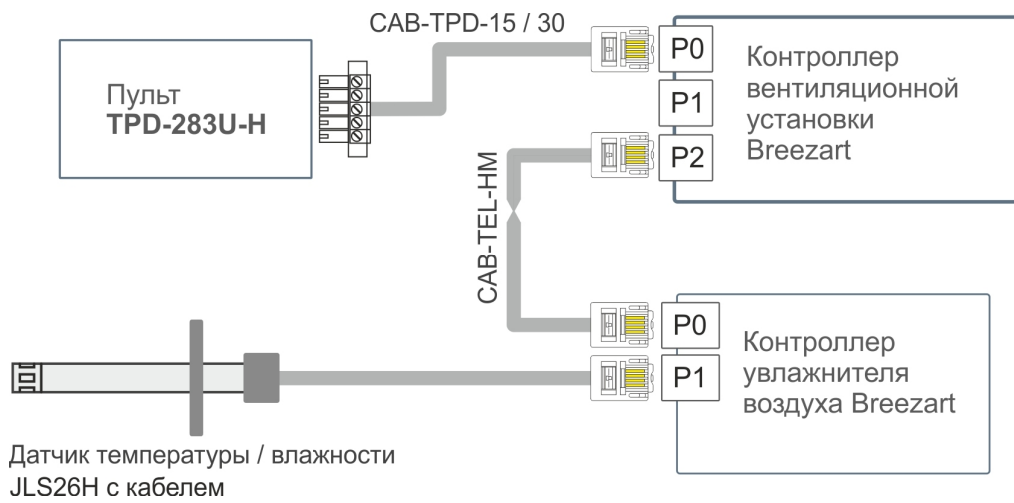 CAB-TPD-15 / 30
Пульт
TPD-283U-H
P0
P1
P2
Контроллер
вентиляционной
установки
Breezart
CAB-TEL-HM
P0
P1
Контроллер
увлажнителя
воздуха Breezart
Датчик температуры / влажности
JLS26H с кабелем